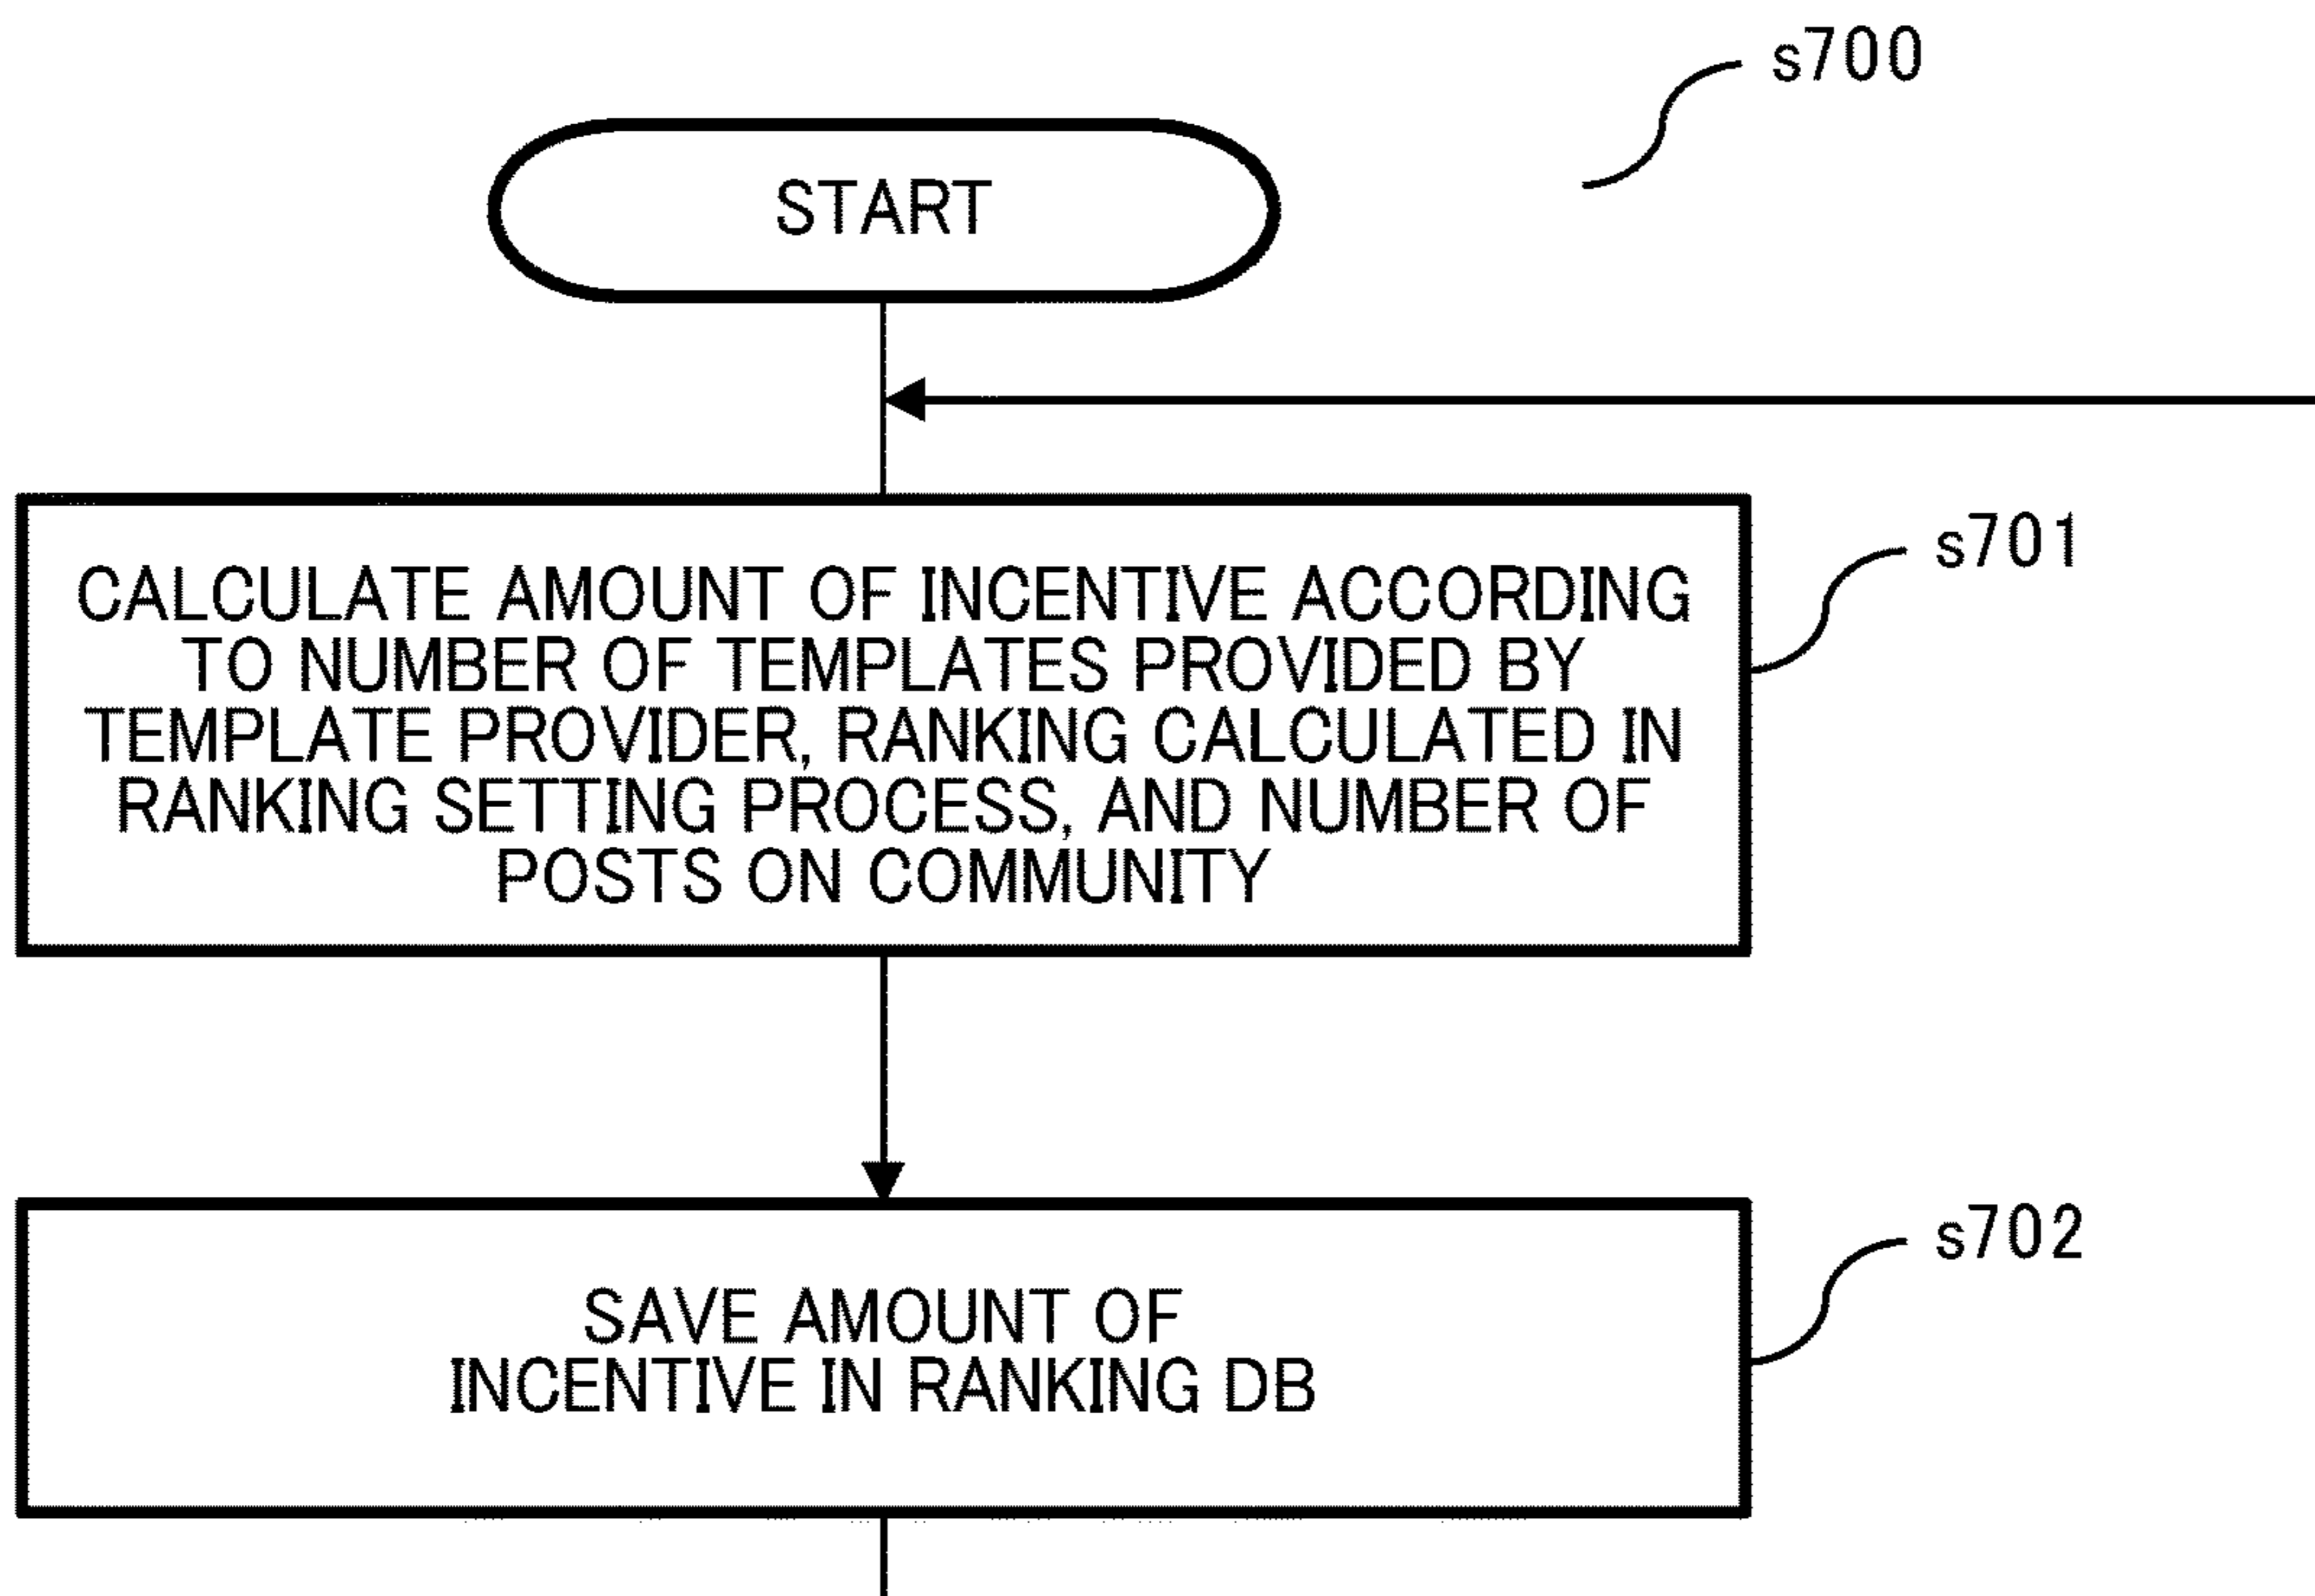 s700
START
s701
CALCULATE AMOUNT OF INCENTIVE ACCORDING
TO NUMBER OF TEMPLATES PROVIDED BY
TEMPLATE PROVIDER, RANKING CALCULATED IN
RANKING SETTING PROCESS, AND NUMBER OF
POSTS ON COMMUNITY
s702
SAVE AMOUNT OF
INCENTIVE IN RANKING DB